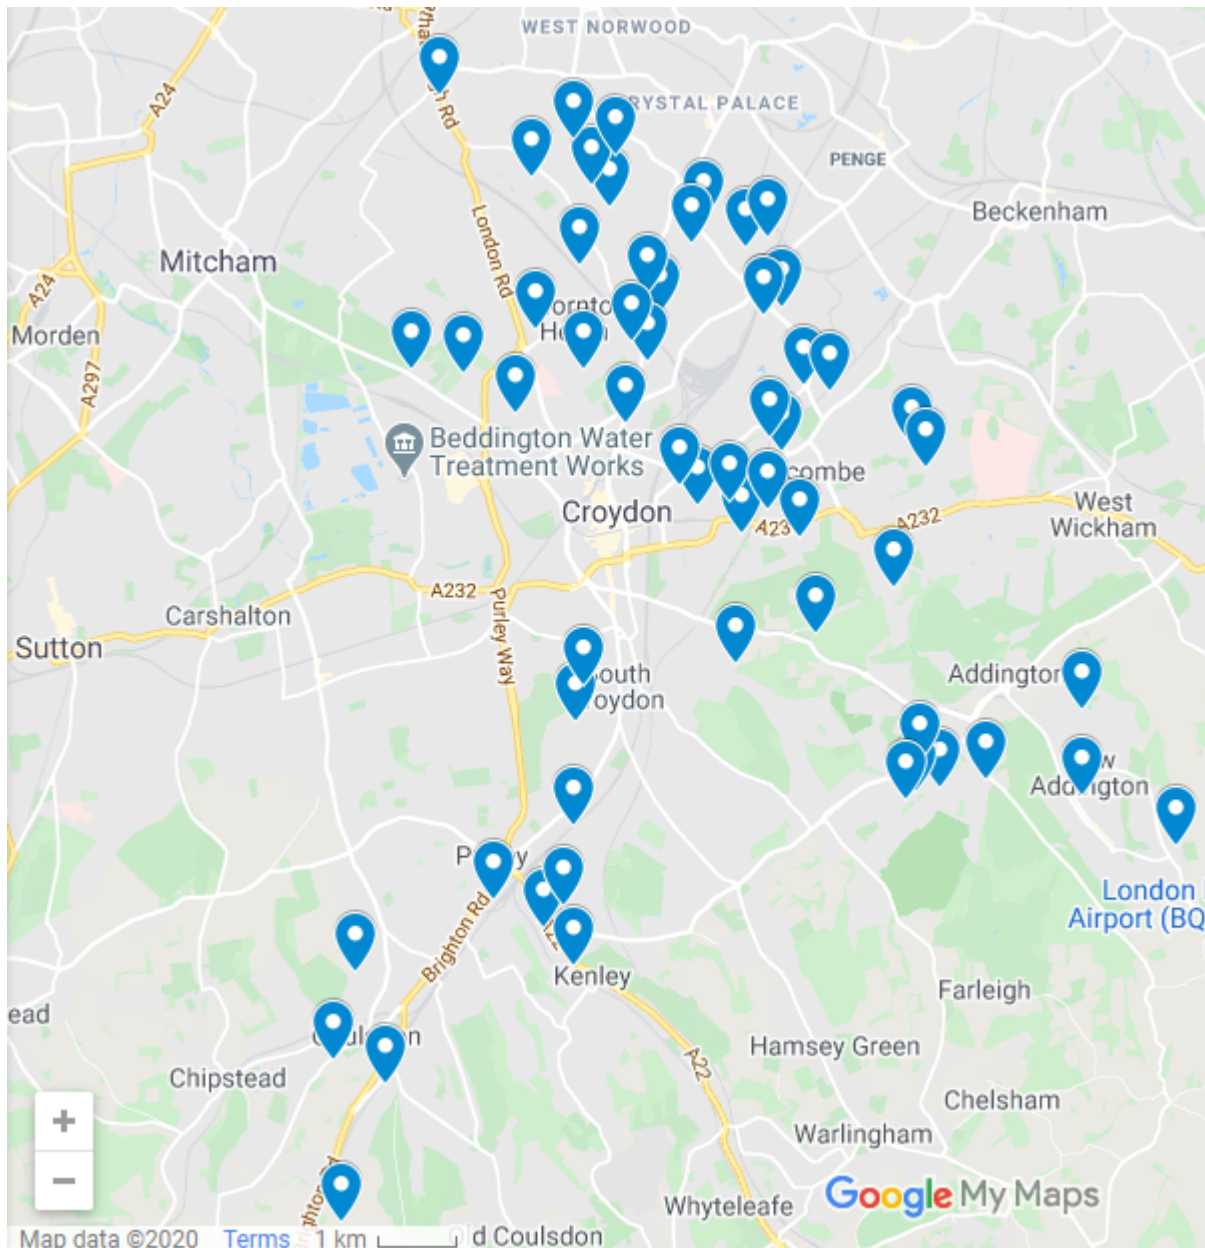 WEST NORWOOD
A24
RYSTAL PALACE
PENGE
Beckenham
London Rd
Mitcham
A24
Morden
A297
Beddington Water
Treatment Works
combe
Croydon
A23
A232
West
Wickham
A232
Carshalton
Sutton
Purley Way
South
oydon
Addington
Addington
Brighton Rd
A22
London
Airport (BQ
Kenley
Farleigh
ead
Hamsey Green
Chipstead
A22
Chelsham
Warlingham
Whyteleafe
Google My Maps
Map data ©2020
Terms
1 km
d Coulsdon